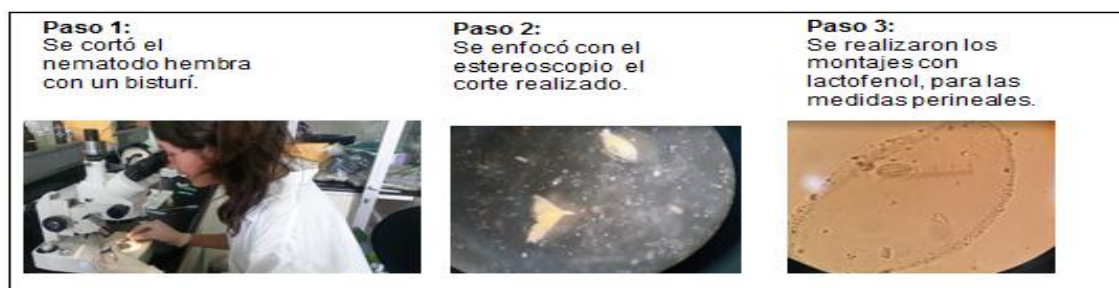 Paso 1:
Se cortó el
nematodo hembra
con un bisturí.
Paso 2:
Se enfocó con el
estereoscopio el
corte realizado.
Paso 3:
Se realizaron los
montajes con
lactofenol, para las
medidas perineales.